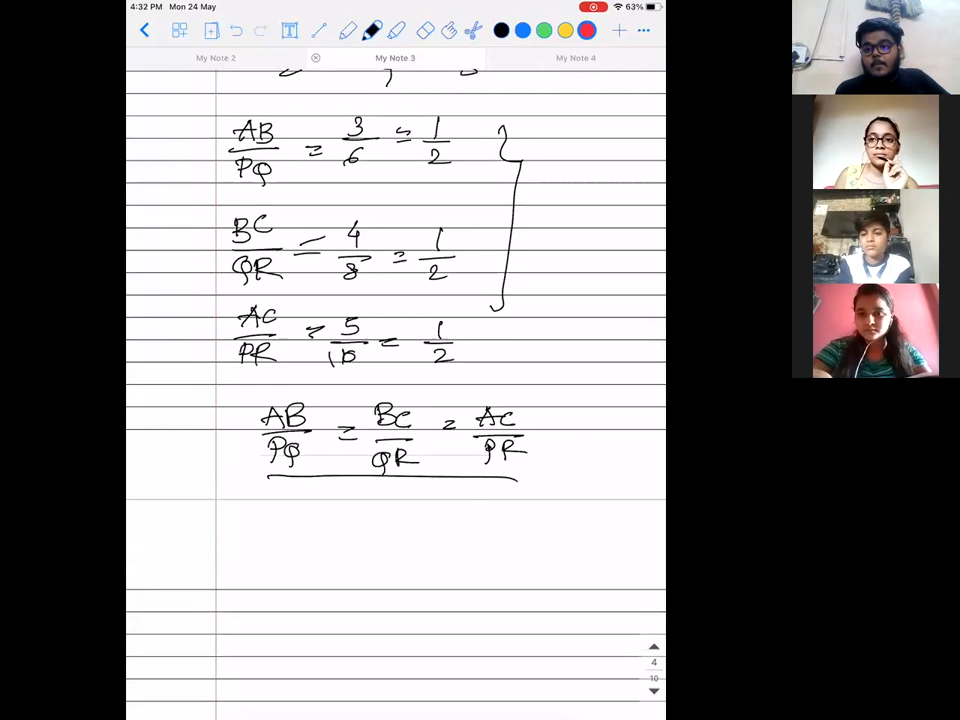 4:32 PM Mon 24 May 63%
My Note 2 My Note 3 My Note 4
AB/PQ = 3/6 = 1/2
BC/QR = 4/8 = 1/2
AC/PR = 5/10 = 1/2
AB/PQ = BC/QR = AC/PR
4
10